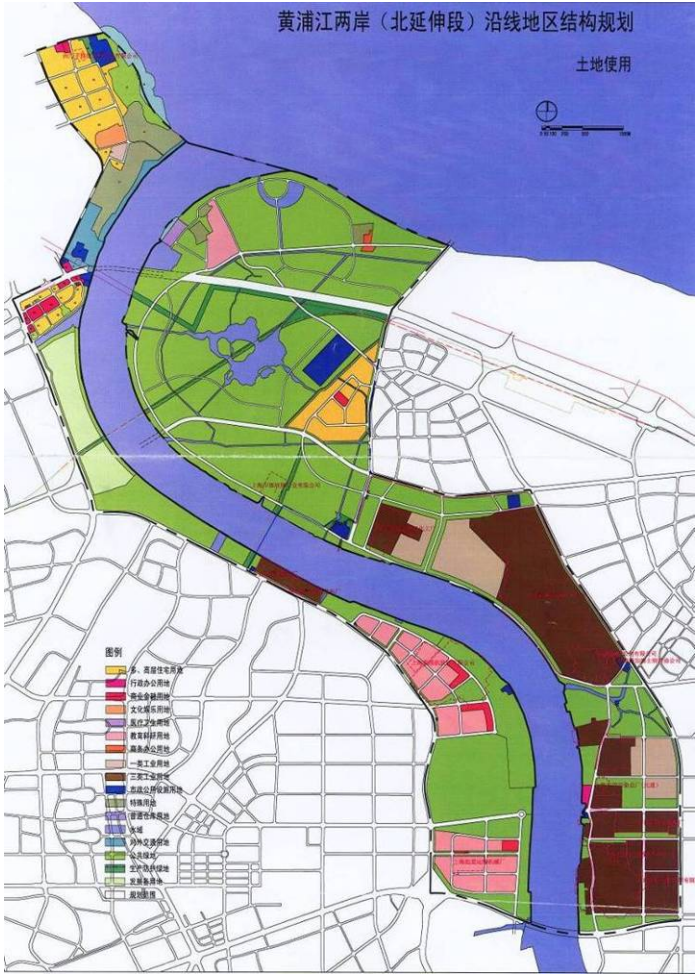 黄浦江两岸（北延伸段）沿线地区结构规划
土地使用
图例
多、高层住宅用地
行政办公用地
商业金融用地
文化娱乐用地
医疗卫生用地
教育科研用地
商务办公用地
一类工业用地
三类工业用地
市政公用设施用地
特殊用地
普通仓库用地
水域
对外交通用地
公共绿地
生产防护绿地
发展备用地
规划范围